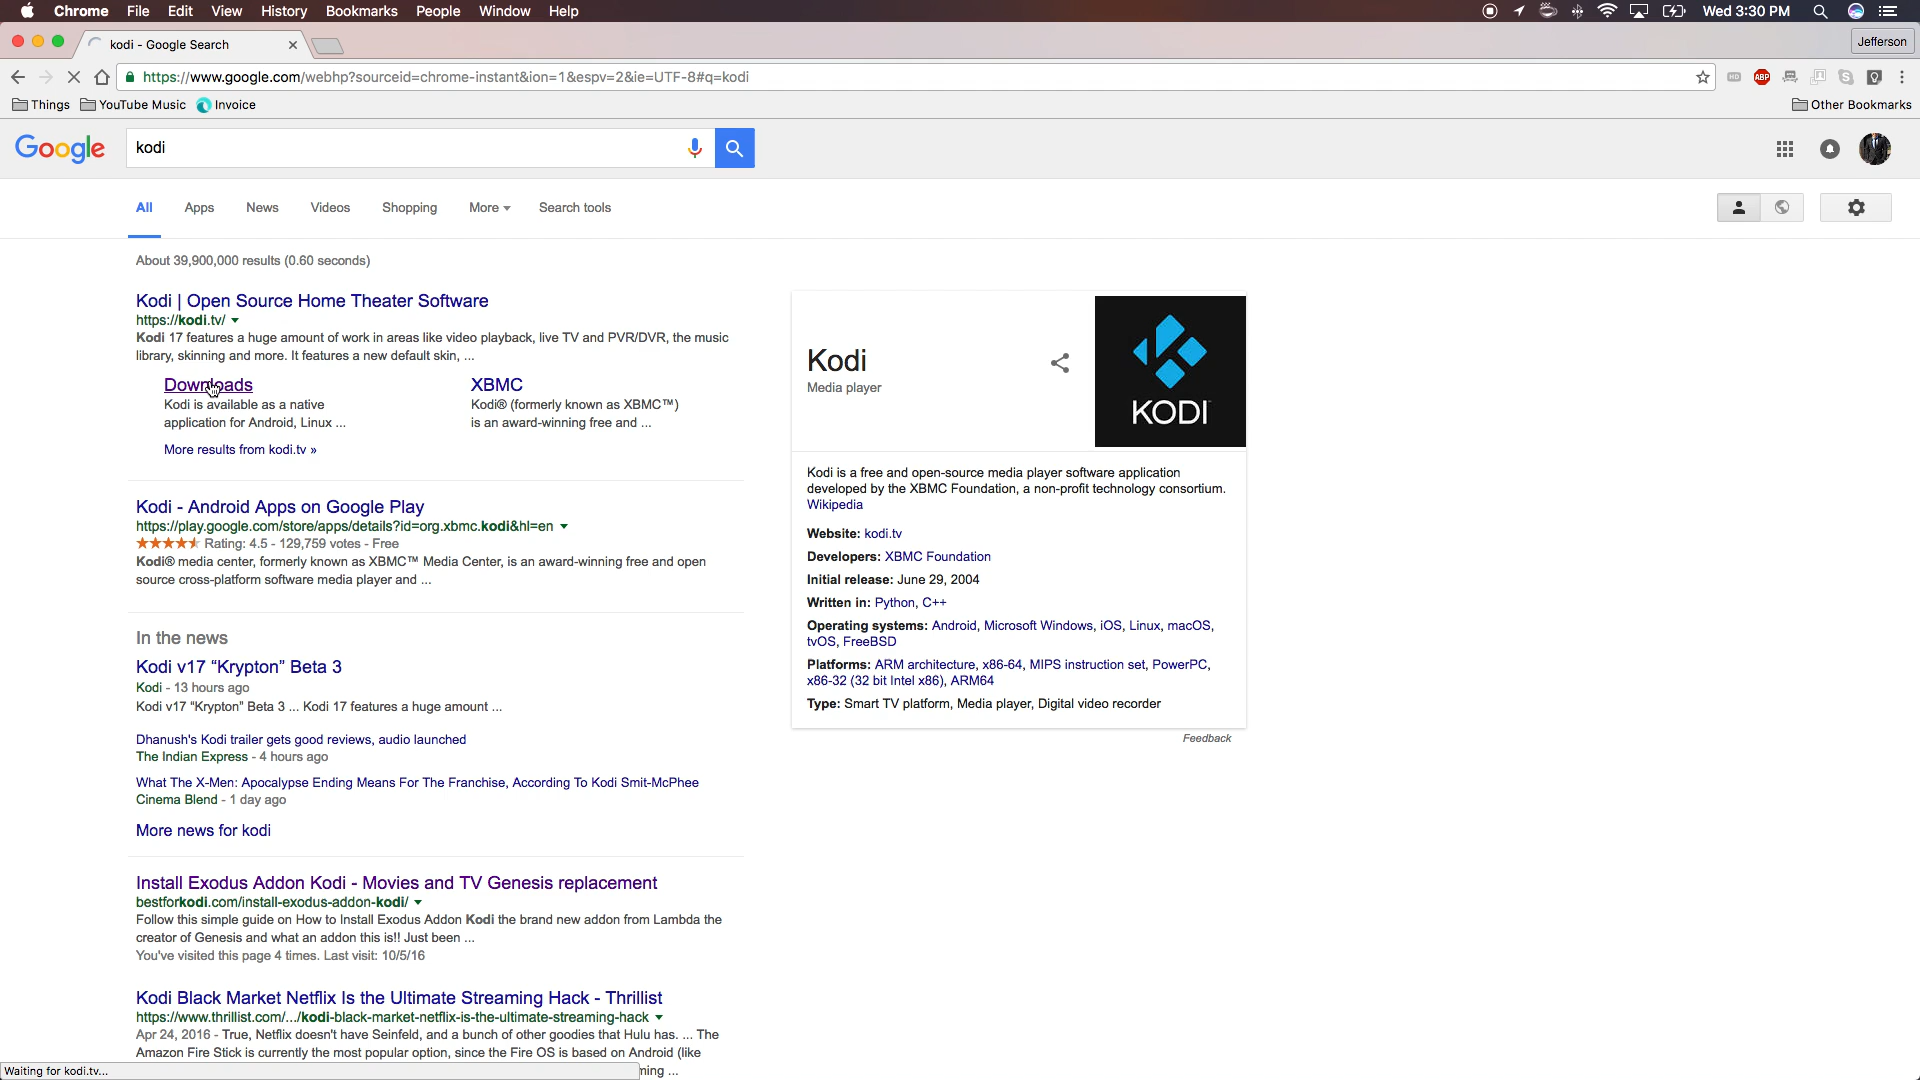 Chrome File Edit View History Bookmarks People Window Help Wed 3:30 PM
kodi - Google Search Jefferson
https://www.google.com/webhp?sourceid=chrome-instant&ion=1&espv=2&ie=UTF-8#q=kodi ABP
Things YouTube Music Invoice Other Bookmarks
Google kodi
All Apps News Videos Shopping More Search tools
About 39,900,000 results (0.60 seconds)
Kodi | Open Source Home Theater Software
https://kodi.tv/
Kodi 17 features a huge amount of work in areas like video playback, live TV and PVR/DVR, the music
library, skinning and more. It features a new default skin, ...
Downloads
Kodi is available as a native
application for Android, Linux ...
XBMC
Kodi® (formerly known as XBMC™)
is an award-winning free and ...
More results from kodi.tv »
Kodi - Android Apps on Google Play
https://play.google.com/store/apps/details?id=org.xbmc.kodi&hl=en
Rating: 4.5 - 129,759 votes - Free
Kodi® media center, formerly known as XBMC™ Media Center, is an award-winning free and open
source cross-platform software media player and ...
In the news
Kodi v17 “Krypton” Beta 3
Kodi - 13 hours ago
Kodi v17 “Krypton” Beta 3 ... Kodi 17 features a huge amount ...
Dhanush's Kodi trailer gets good reviews, audio launched
The Indian Express - 4 hours ago
What The X-Men: Apocalypse Ending Means For The Franchise, According To Kodi Smit-McPhee
Cinema Blend - 1 day ago
More news for kodi
Install Exodus Addon Kodi - Movies and TV Genesis replacement
bestforkodi.com/install-exodus-addon-kodi/
Follow this simple guide on How to Install Exodus Addon Kodi the brand new addon from Lambda the
creator of Genesis and what an addon this is!! Just been ...
You've visited this page 4 times. Last visit: 10/5/16
Kodi Black Market Netflix Is the Ultimate Streaming Hack - Thrillist
https://www.thrillist.com/.../kodi-black-market-netflix-is-the-ultimate-streaming-hack
Apr 24, 2016 - True, Netflix doesn't have Seinfeld, and a bunch of other goodies that Hulu has. ... The
Amazon Fire Stick is currently the most popular option, since the Fire OS is based on Android (like
Waiting for kodi.tv...
Kodi
Media player
KODI
Kodi is a free and open-source media player software application
developed by the XBMC Foundation, a non-profit technology consortium.
Wikipedia
Website: kodi.tv
Developers: XBMC Foundation
Initial release: June 29, 2004
Written in: Python, C++
Operating systems: Android, Microsoft Windows, iOS, Linux, macOS,
tvOS, FreeBSD
Platforms: ARM architecture, x86-64, MIPS instruction set, PowerPC,
x86-32 (32 bit Intel x86), ARM64
Type: Smart TV platform, Media player, Digital video recorder
Feedback